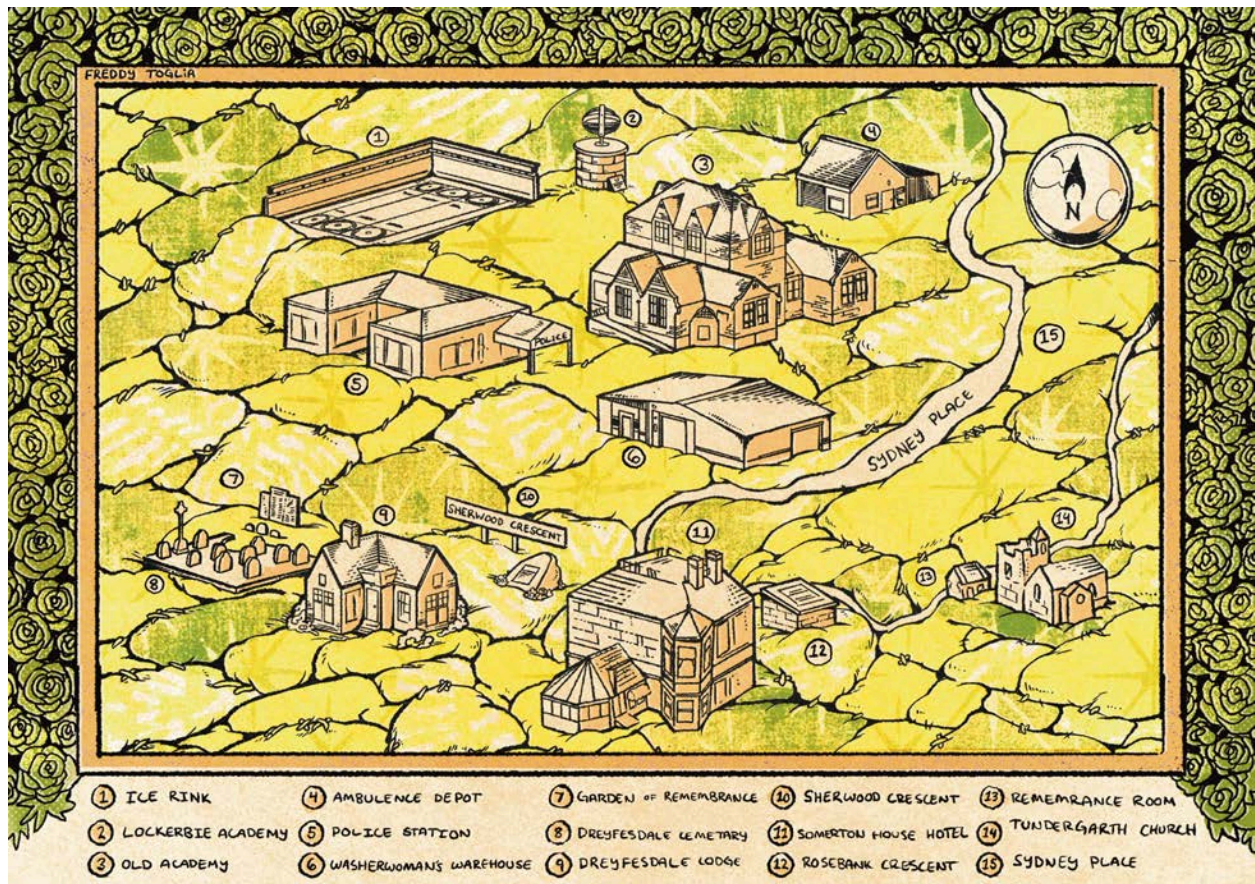 FREDDY TOGLIA
1
2
3
4
N
POLICE
15
5
SYDNEY PLACE
6
7
10
SHERWOOD CRESCENT
9
11
14
8
13
12
1 ICE RINK
2 LOCKERBIE ACADEMY
3 OLD ACADEMY
4 AMBULENCE DEPOT
5 POLICE STATION
6 WASHERWOMAN'S WAREHOUSE
7 GARDEN OF REMEMBRANCE
8 DREYFESDALE CEMETARY
9 DREYFESDALE LODGE
10 SHERWOOD CRESCENT
11 SOMERTON HOUSE HOTEL
12 ROSEBANK CRESCENT
13 REMEMRANCE ROOM
14 TUNDERGARTH CHURCH
15 SYDNEY PLACE